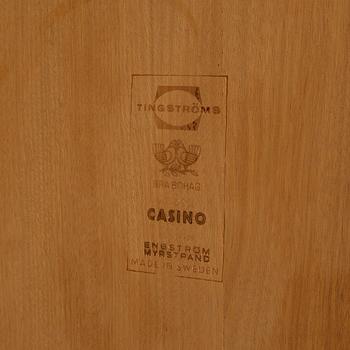 TINGSTRÖMS
BRA BOHAG
CASINO
ENGSTRÖM
MYRSTRAND
MADE IN SWEDEN